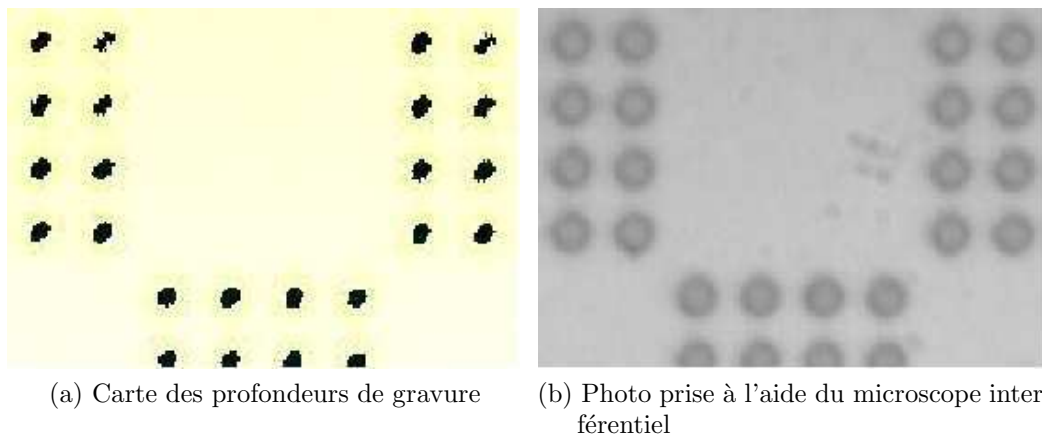 (a) Carte des profondeurs de gravure
(b) Photo prise à l'aide du microscope inter
férentiel